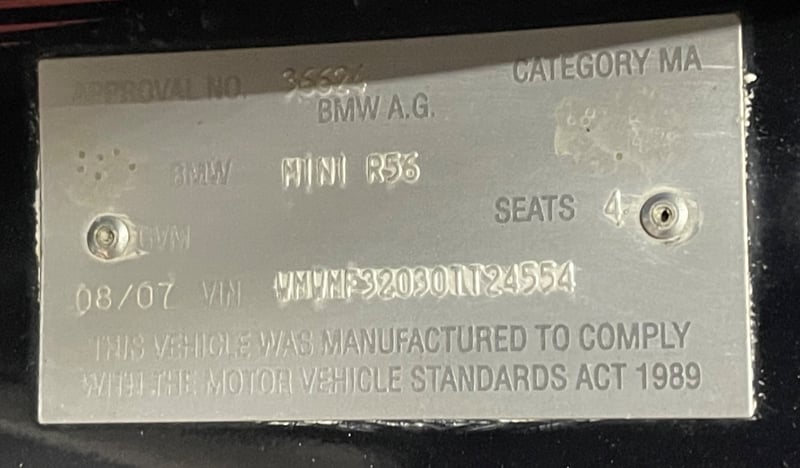 APPROVAL NO. 36624 CATEGORY MA
BMW A.G.
BMW MINI R56
SEATS 4
GVM
08/07 VIN WMWMF32030TT24554
THIS VEHICLE WAS MANUFACTURED TO COMPLY
WITH THE MOTOR VEHICLE STANDARDS ACT 1989